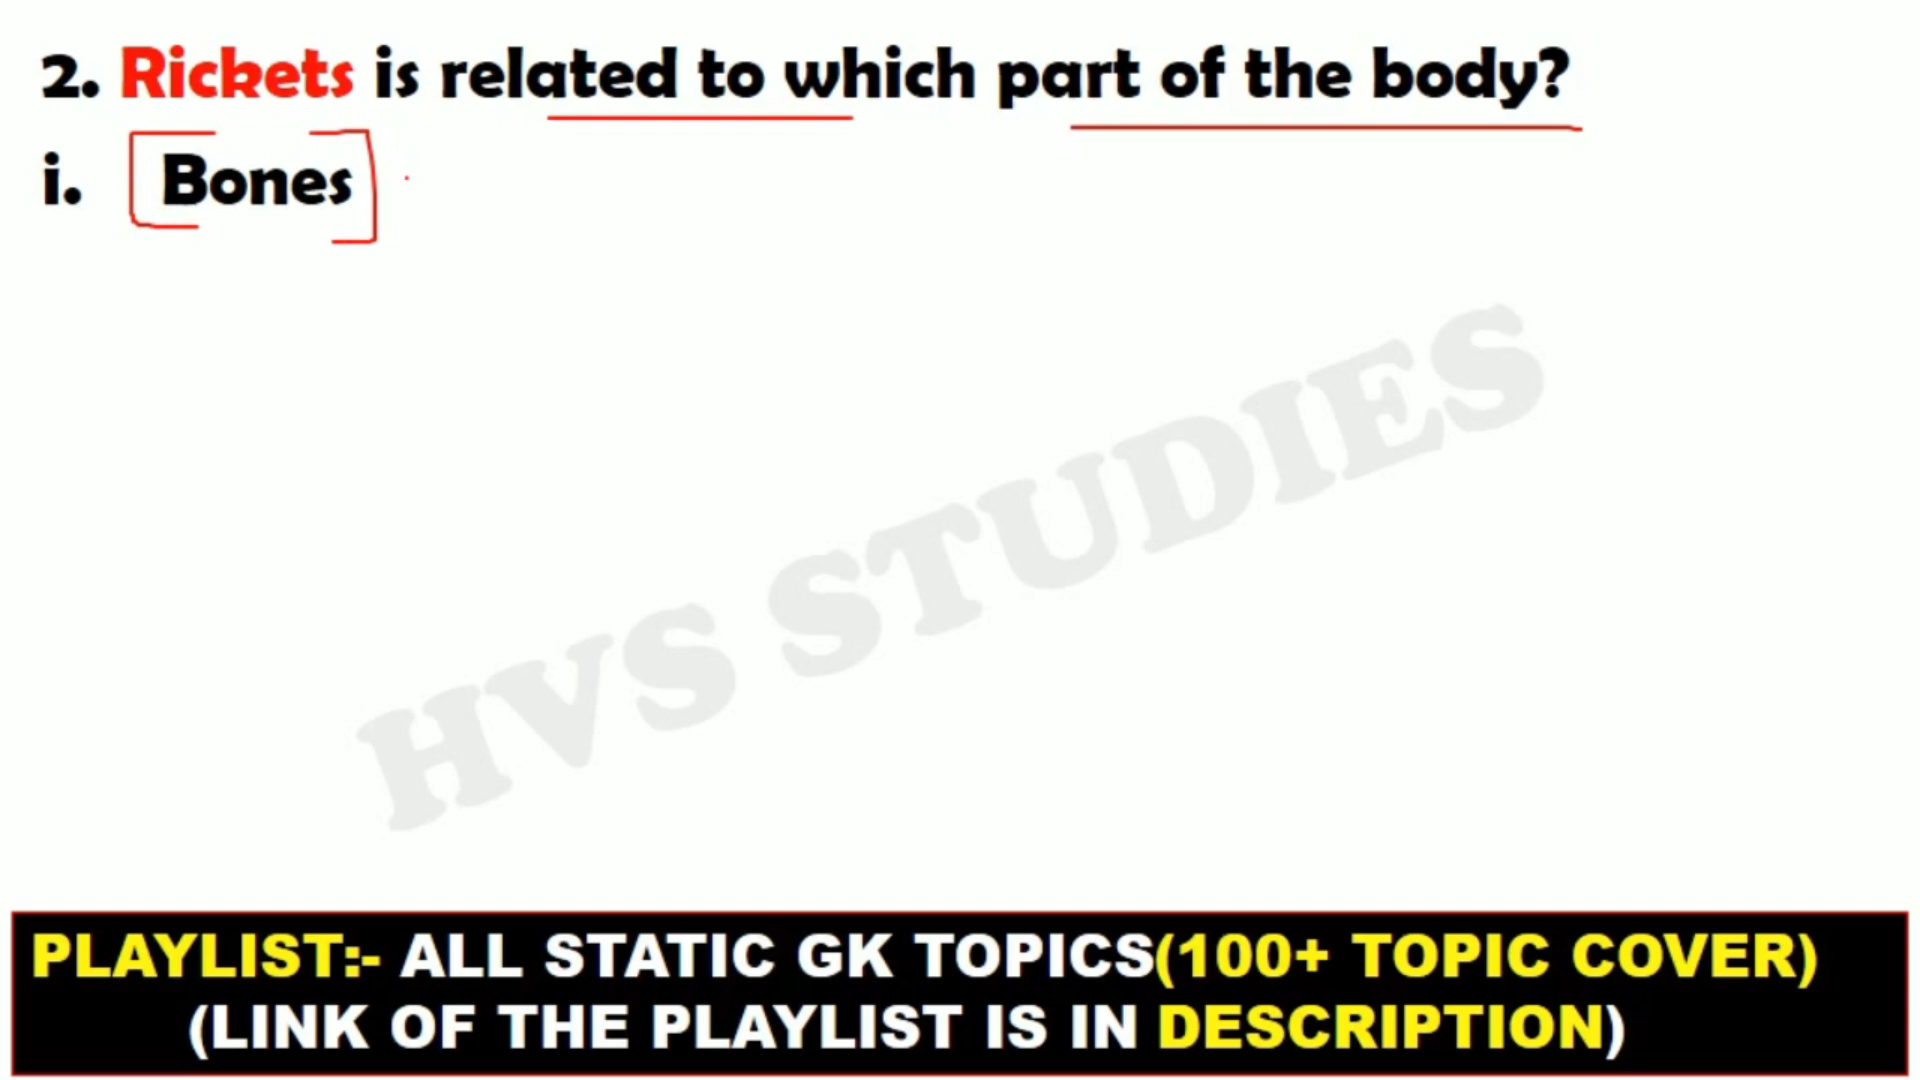 2. Rickets is related to which part of the body?
i. Bones
HVS STUDIES
PLAYLIST:- ALL STATIC GK TOPICS(100+ TOPIC COVER)
(LINK OF THE PLAYLIST IS IN DESCRIPTION)